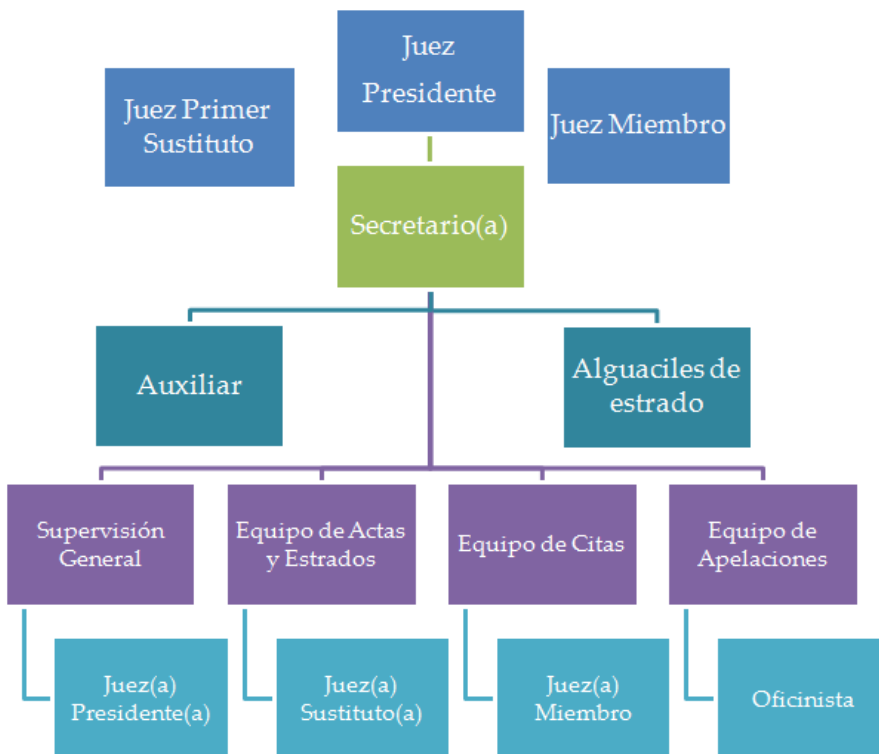 Juez
Presidente
Juez Primer
Sustituto
Juez Miembro
Secretario(a)
Auxiliar
Alguaciles de
estrado
Supervisión
General
Equipo de Actas
y Estrados
Equipo de Citas
Equipo de
Apelaciones
Juez(a)
Presidente(a)
Juez(a)
Sustituto(a)
Juez(a)
Miembro
Oficinista